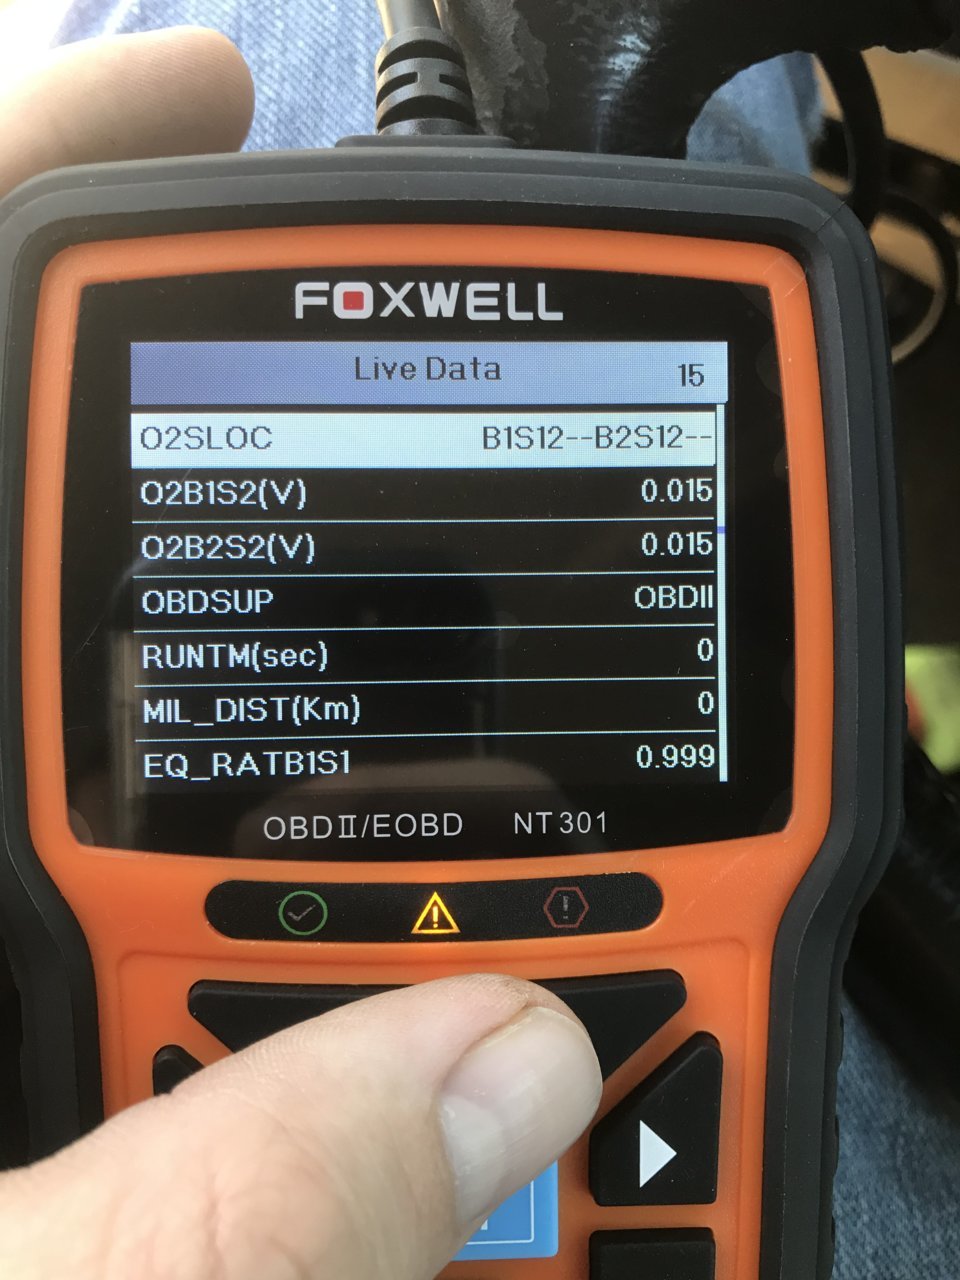 FOXWELL
Live Data 15
O2SLOC B1S12--B2S12--
O2B1S2(V) 0.015
O2B2S2(V) 0.015
OBDSUP OBDII
RUNTM(sec) 0
MIL_DIST(Km) 0
EQ_RATB1S1 0.999
OBDII/EOBD NT301